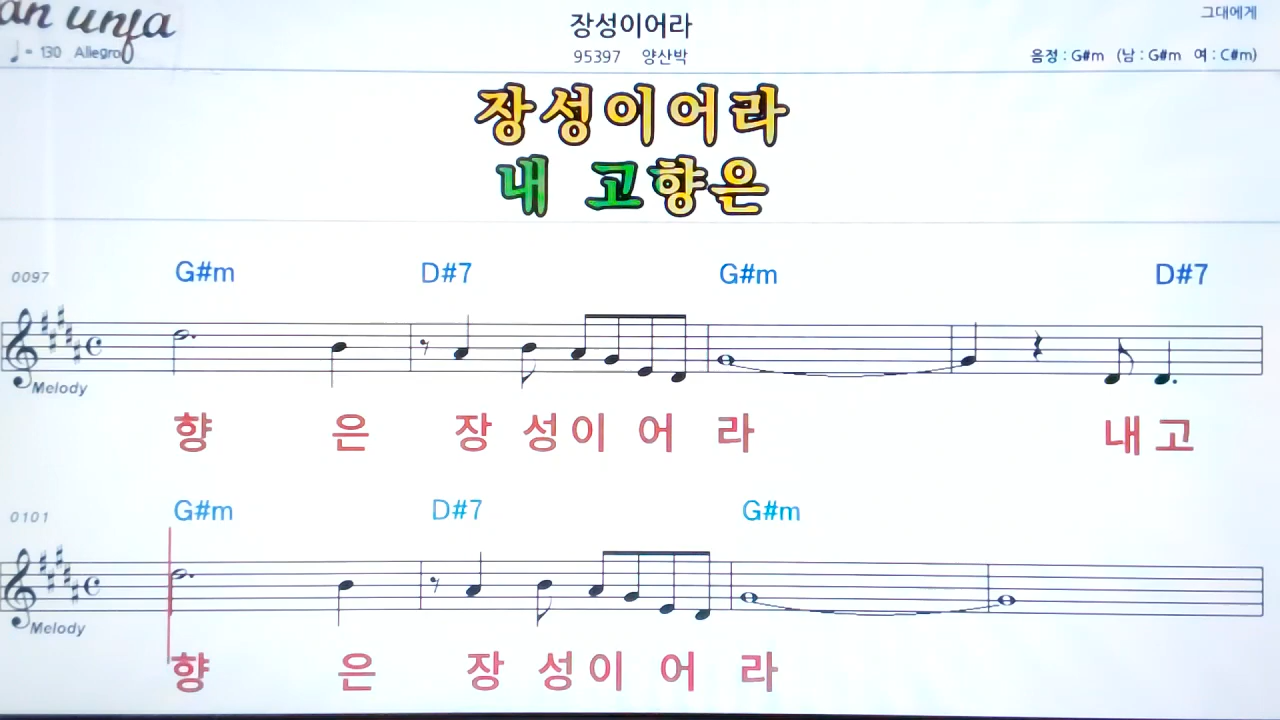 장성이어라
그대에게
♩= 130 Allegro
95397 양산박
음정 : G#m (남 : G#m 여 : C#m)
장성이어라
내 고향은
0097
G#m D#7 G#m D#7
Melody
향 은 장 성 이 어 라 내 고
0101
G#m D#7 G#m
Melody
향 은 장 성 이 어 라